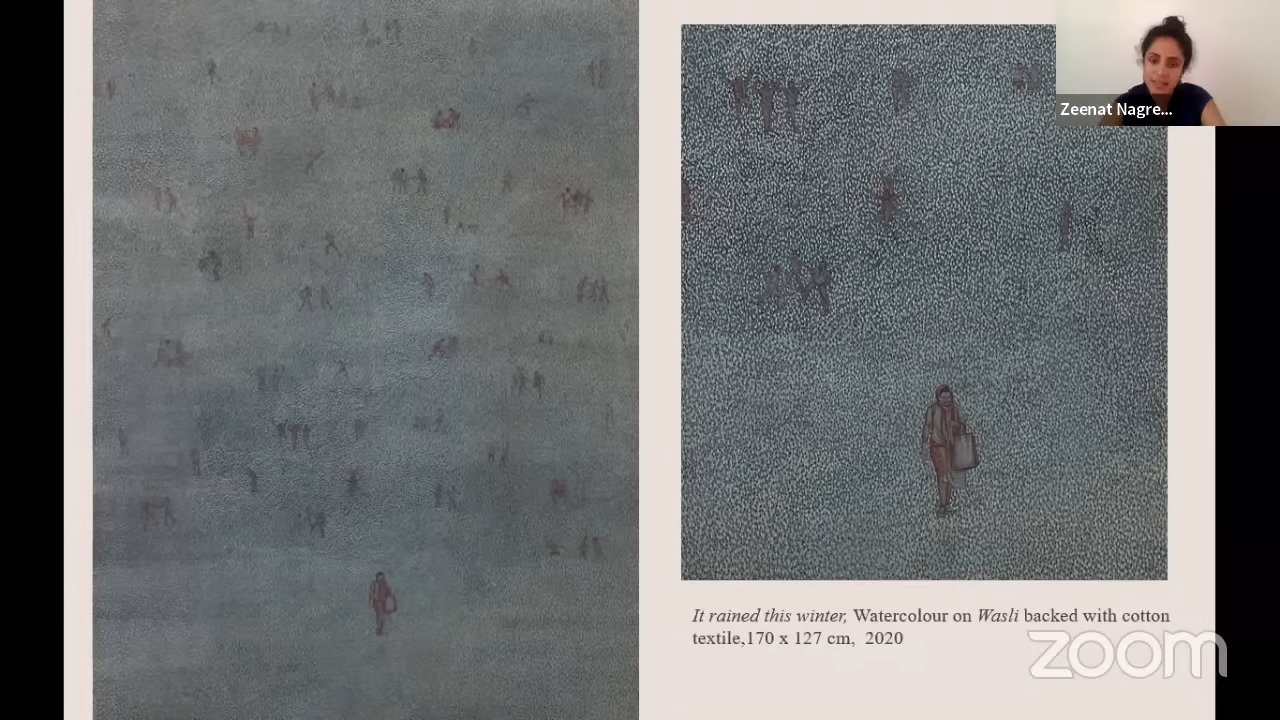 Zeenat Nagre...
It rained this winter, Watercolour on Wasli backed with cotton
textile,170 x 127 cm,  2020
zoom